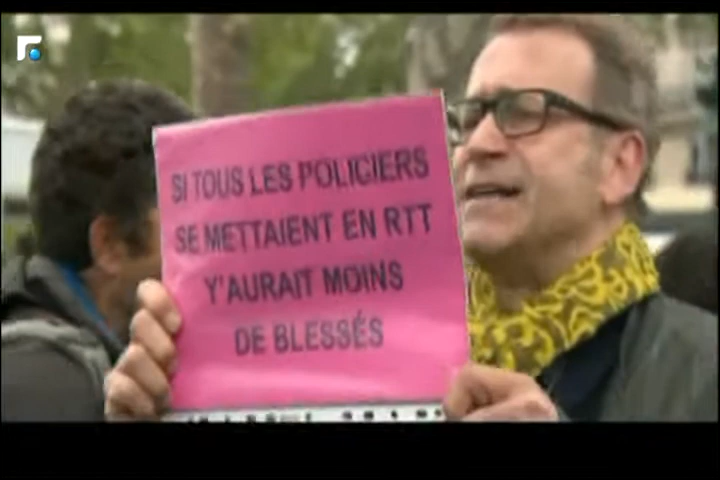 SI TOUS LES POLICIERS
SE METTAIENT EN RTT
Y'AURAIT MOINS
DE BLESSÉS